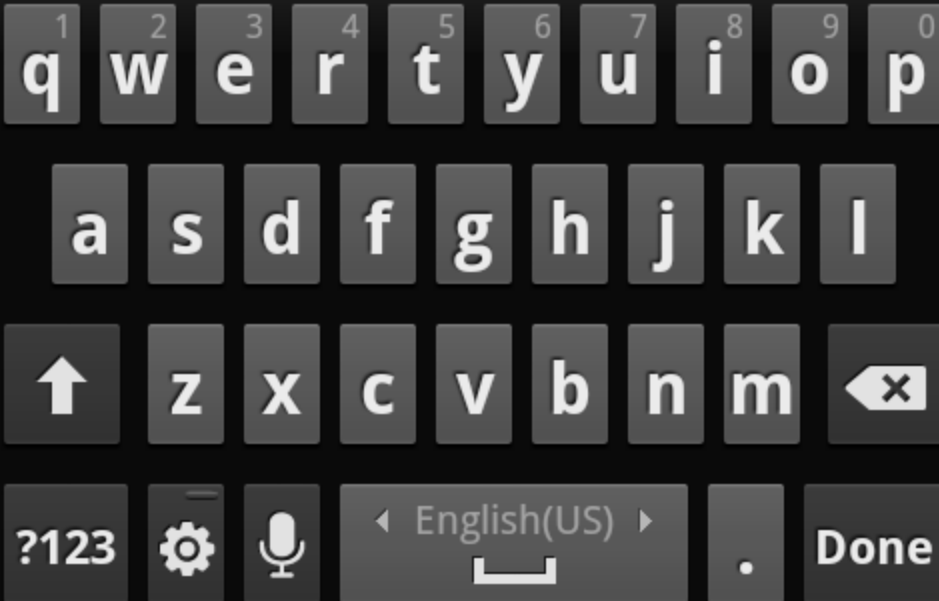 1 2 3 4 5 6 7 8 9 0
q w e r t y u i o p
a s d f g h j k l
z x c v b n m
English(US)
?123 . Done